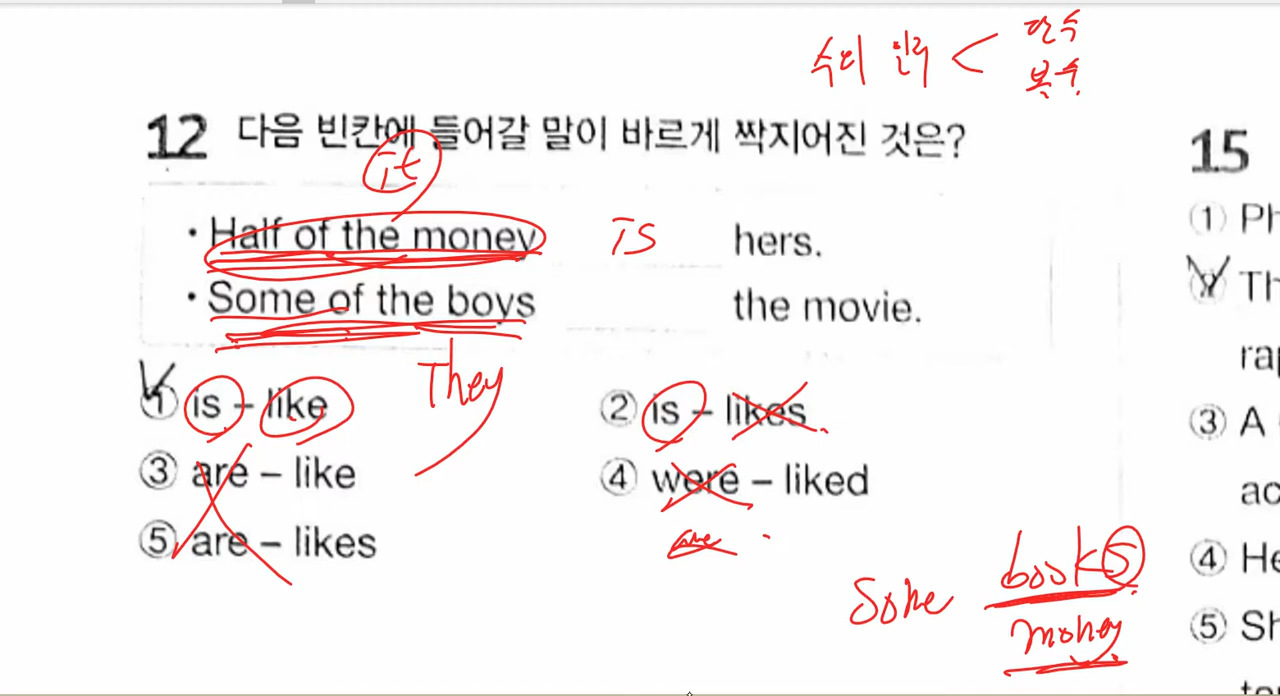 수의 일치 < 단수
복수
12 다음 빈칸에 들어갈 말이 바르게 짝지어진 것은?
it
• Half of the money is hers.
• Some of the boys the movie.
They
① is – like ② is – likes
③ are – like ④ were – liked
are
⑤ are – likes
Some books
money
15
① Ph
Th
ra
③ A
ac
④ He
⑤ Sh